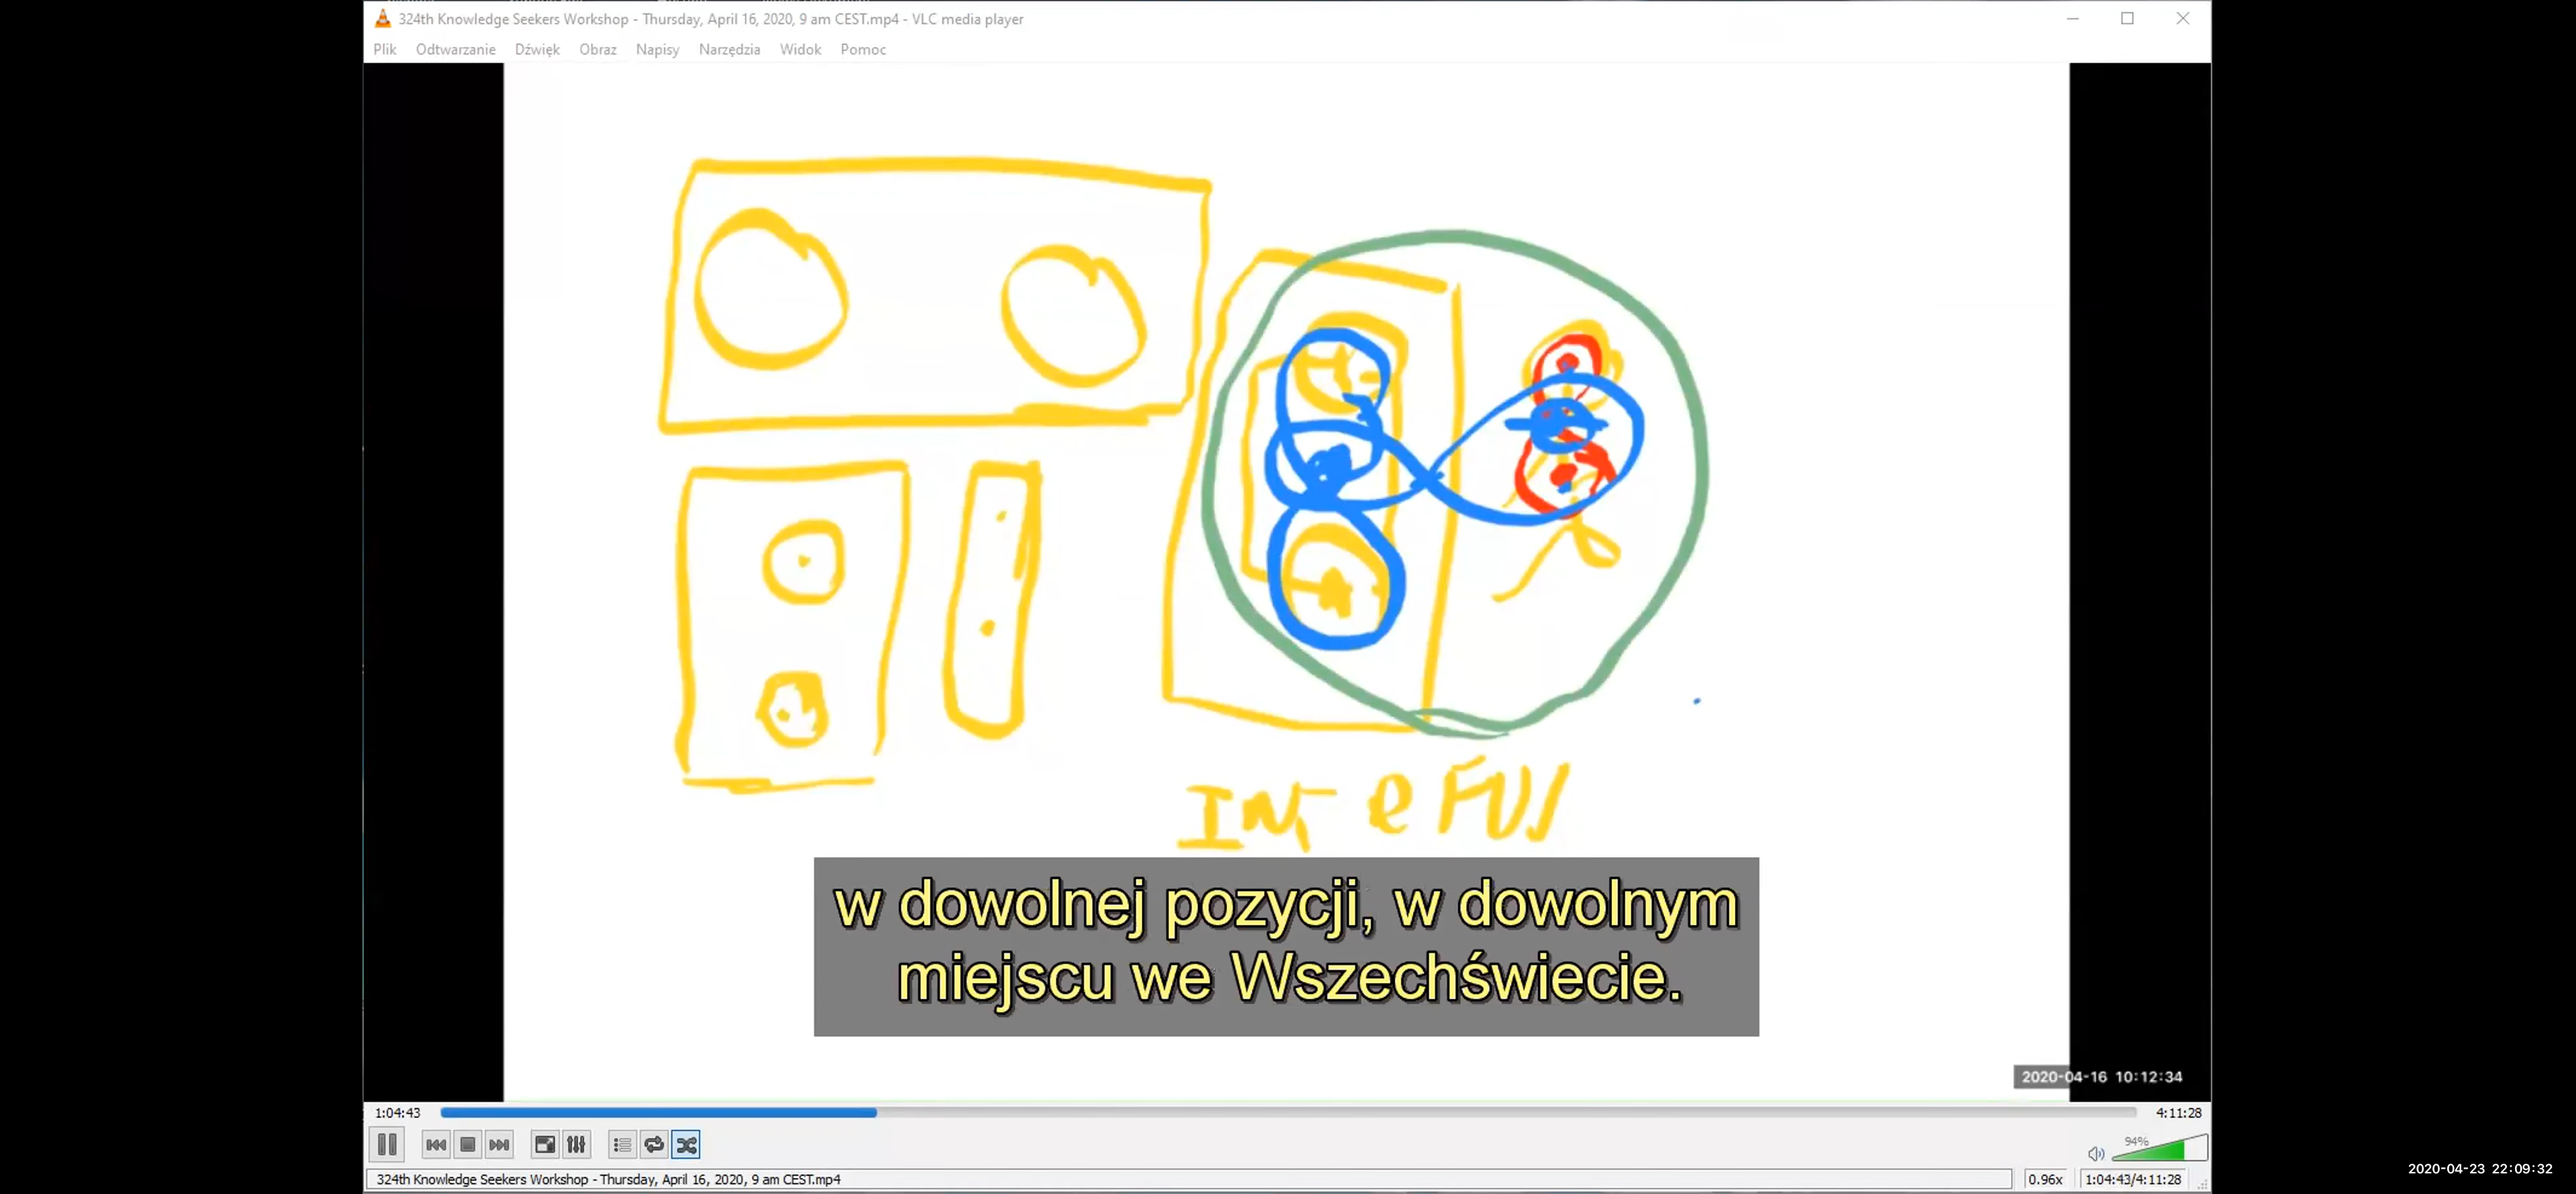 324th Knowledge Seekers Workshop - Thursday, April 16, 2020, 9 am CEST.mp4 - VLC media player
Plik Odtwarzanie Dźwięk Obraz Napisy Narzędzia Widok Pomoc
w dowolnej pozycji, w dowolnym
miejscu we Wszechświecie.
2020-04-16 10:12:34
1:04:43 4:11:28
94%
324th Knowledge Seekers Workshop - Thursday, April 16, 2020, 9 am CEST.mp4 0.96x 1:04:43/4:11:28
2020-04-23 22:09:32